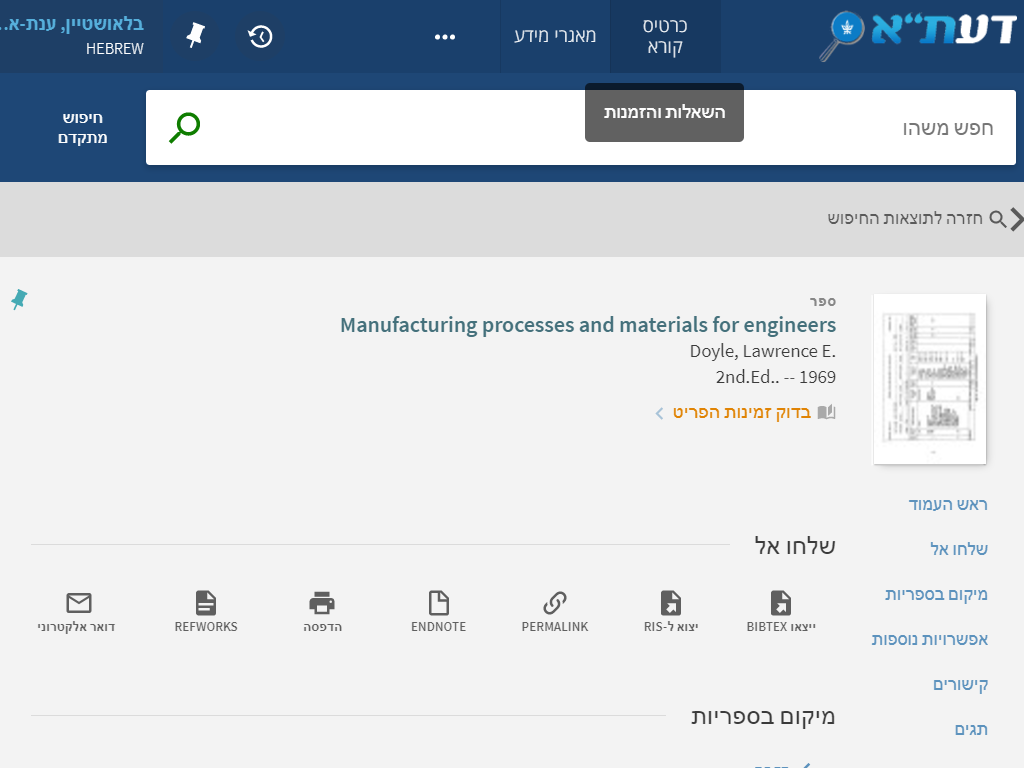 דעת"א
כרטיס
קורא
מאגרי מידע
בלאושטיין, ענת-א..
HEBREW
השאלות והזמנות
חפש משהו
חיפוש
מתקדם
חזרה לתוצאות החיפוש
ספר
Manufacturing processes and materials for engineers
Doyle, Lawrence E.
2nd.Ed.. -- 1969
בדוק זמינות הפריט
ראש העמוד
שלחו אל
מיקום בספריות
אפשרויות נוספות
קישורים
תגים
שלחו אל
ייצאו BIBTEX
יצוא ל-RIS
PERMALINK
ENDNOTE
הדפסה
REFWORKS
דואר אלקטרוני
מיקום בספריות